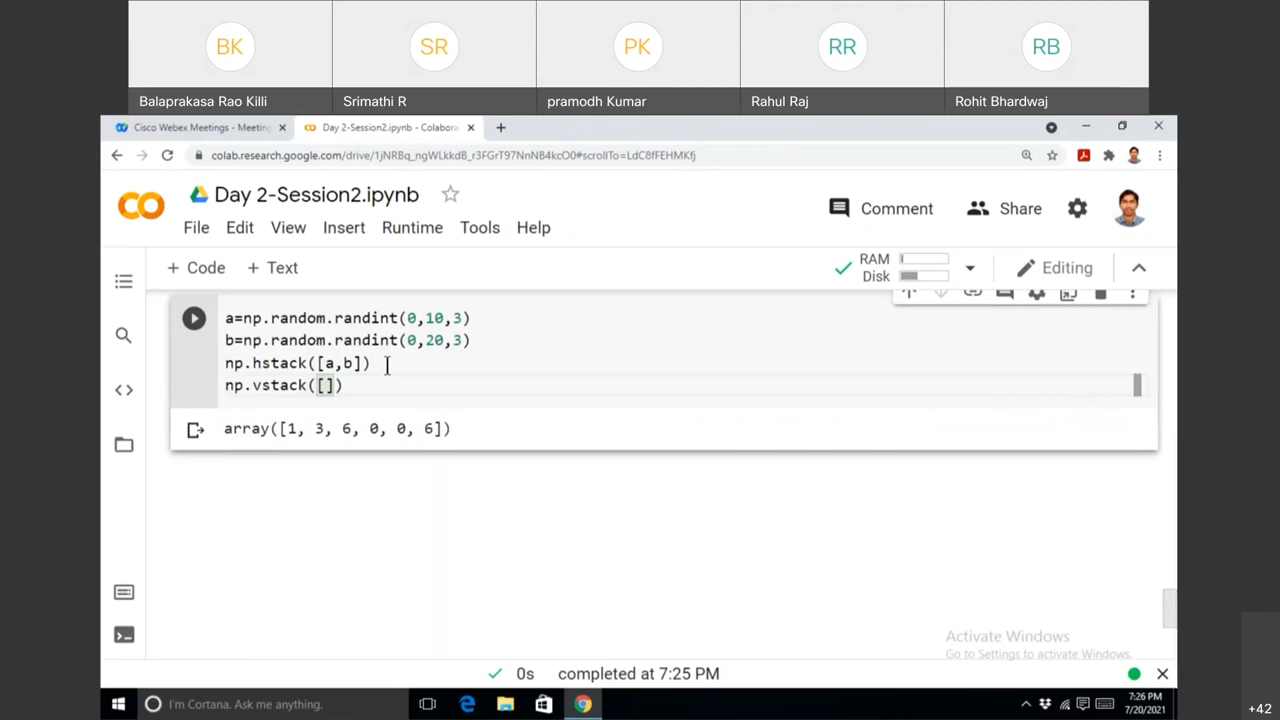 BK
SR
PK
RR
RB
Balaprakasa Rao Killi
Srimathi R
pramodh Kumar
Rahul Raj
Rohit Bhardwaj
Cisco Webex Meetings - Meeting
Day 2-Session2.ipynb - Colabora
colab.research.google.com/drive/1jNRBq_ngWLkkdB_r3FGrT97NnNB4kcO0#scrollTo=LdC8fFEHMKfj
CO
Day 2-Session2.ipynb
Comment
Share
File Edit View Insert Runtime Tools Help
+ Code + Text
RAM
Disk
Editing
a=np.random.randint(0,10,3)
b=np.random.randint(0,20,3)
np.hstack([a,b])
np.vstack([])
array([1, 3, 6, 0, 0, 6])
Activate Windows
Go to Settings to activate Windows.
0s completed at 7:25 PM
I'm Cortana. Ask me anything.
7:26 PM
7/20/2021
+42